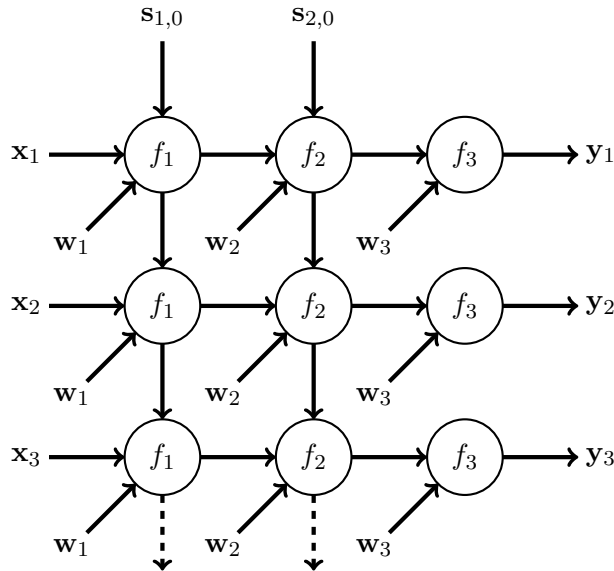 s1,0 s2,0
x1 f1 f2 f3 y1
w1 w2 w3
x2 f1 f2 f3 y2
w1 w2 w3
x3 f1 f2 f3 y3
w1 w2 w3